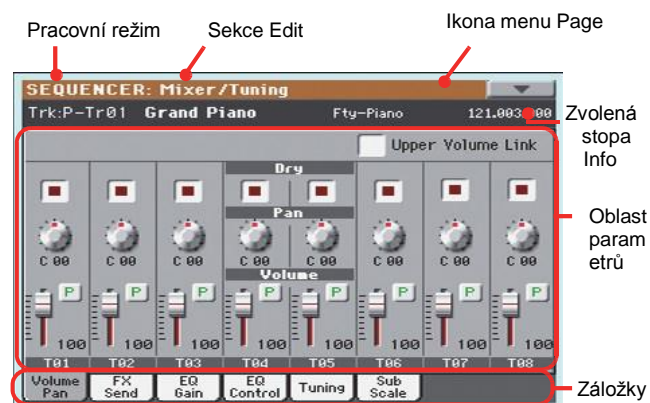 Pracovní režim
Sekce Edit
Ikona menu Page
SEQUENCER: Mixer/Tuning
Trk:P-Tr01 Grand Piano Fty-Piano 121.003 00
Zvolená
stopa
Info
Upper Volume Link
Dry
Pan
C 00 C 00 C 00 C 00 C 00 C 00 C 00 C 00
Oblast
param
etrů
Volume
P P P P P P P P
100 100 100 100 100 100 100 100
T01 T02 T03 T04 T05 T06 T07 T08
Volume Pan FX Send EQ Gain EQ Control Tuning Sub Scale
Záložky